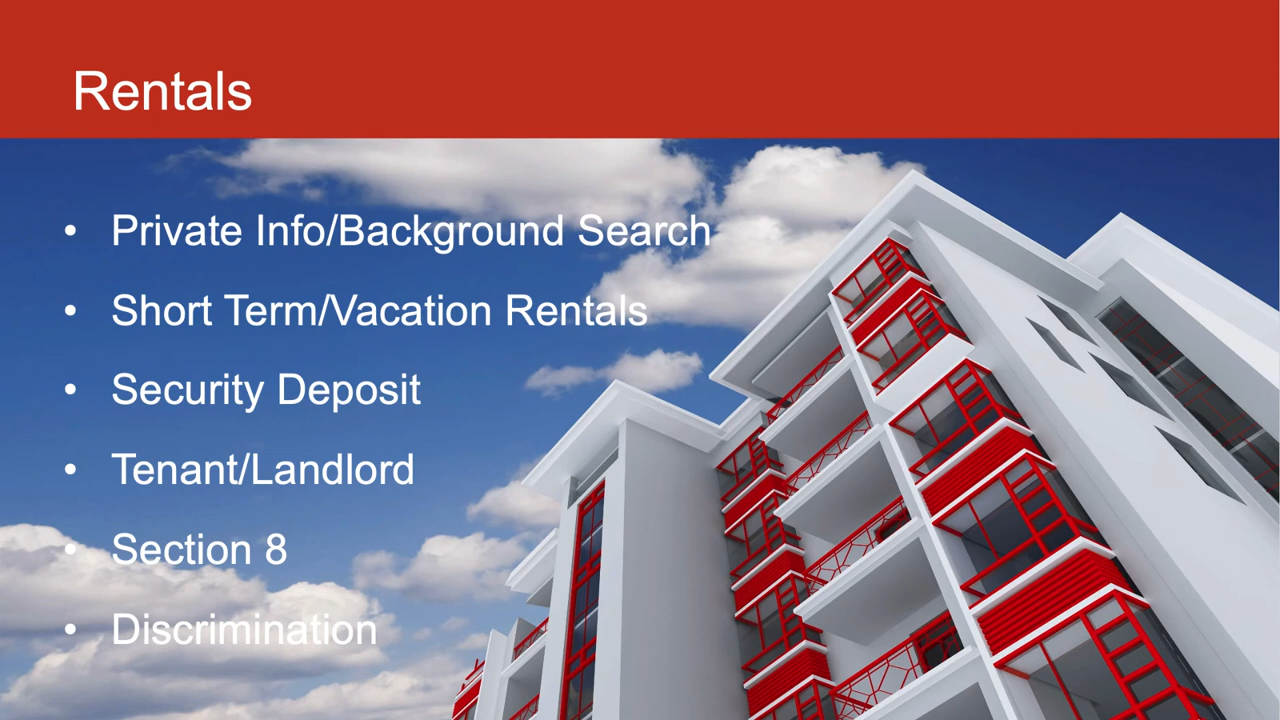 Rentals
• Private Info/Background Search
• Short Term/Vacation Rentals
• Security Deposit
• Tenant/Landlord
• Section 8
• Discrimination